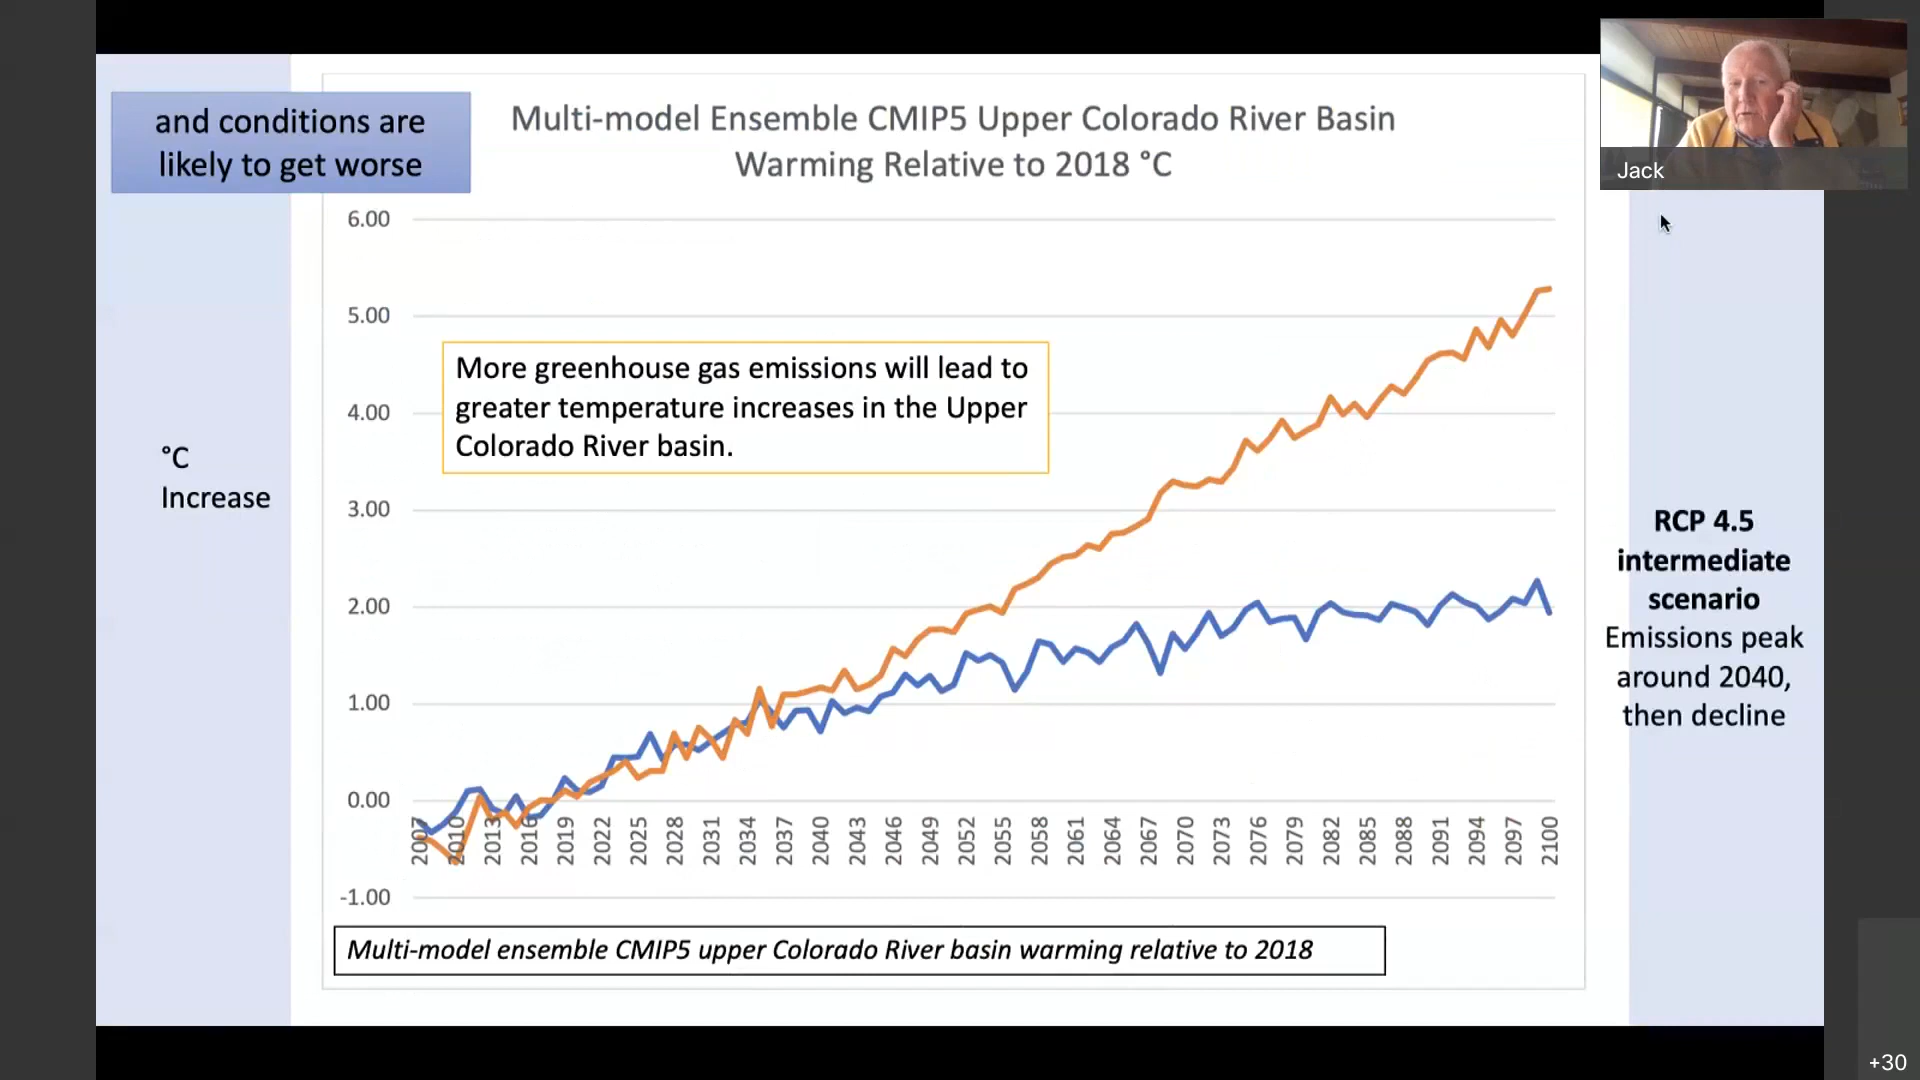 and conditions are
likely to get worse
Multi-model Ensemble CMIP5 Upper Colorado River Basin
Warming Relative to 2018 °C
Jack
6.00
5.00
4.00
3.00
2.00
1.00
0.00
-1.00
More greenhouse gas emissions will lead to
greater temperature increases in the Upper
Colorado River basin.
°C
Increase
RCP 4.5
intermediate
scenario
Emissions peak
around 2040,
then decline
2007 2010 2013 2016 2019 2022 2025 2028 2031 2034 2037 2040 2043 2046 2049 2052 2055 2058 2061 2064 2067 2070 2073 2076 2079 2082 2085 2088 2091 2094 2097 2100
Multi-model ensemble CMIP5 upper Colorado River basin warming relative to 2018
+30